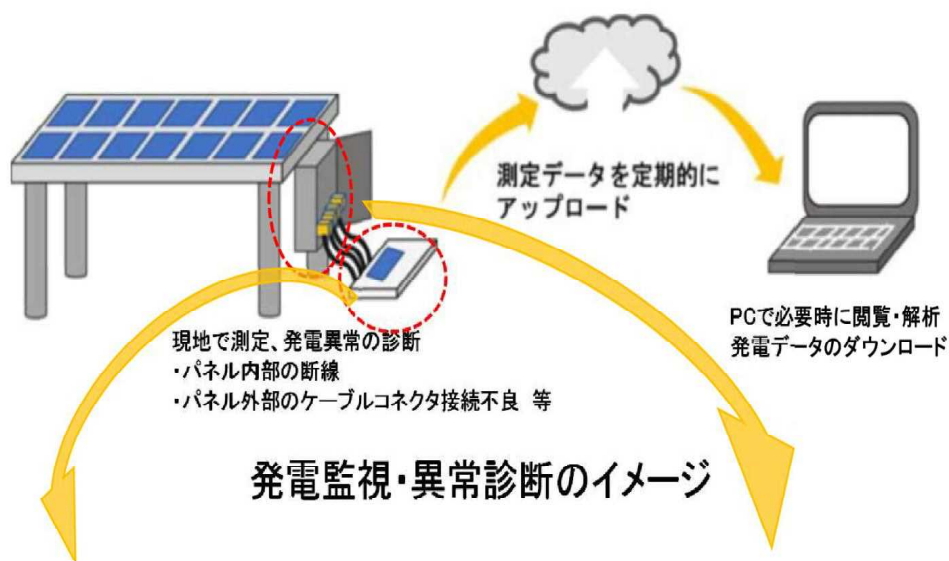 測定データを定期的に
アップロード
PCで必要時に閲覧・解析
発電データのダウンロード
現地で測定、発電異常の診断
・パネル内部の断線
・パネル外部のケーブルコネクタ接続不良 等
発電監視・異常診断のイメージ